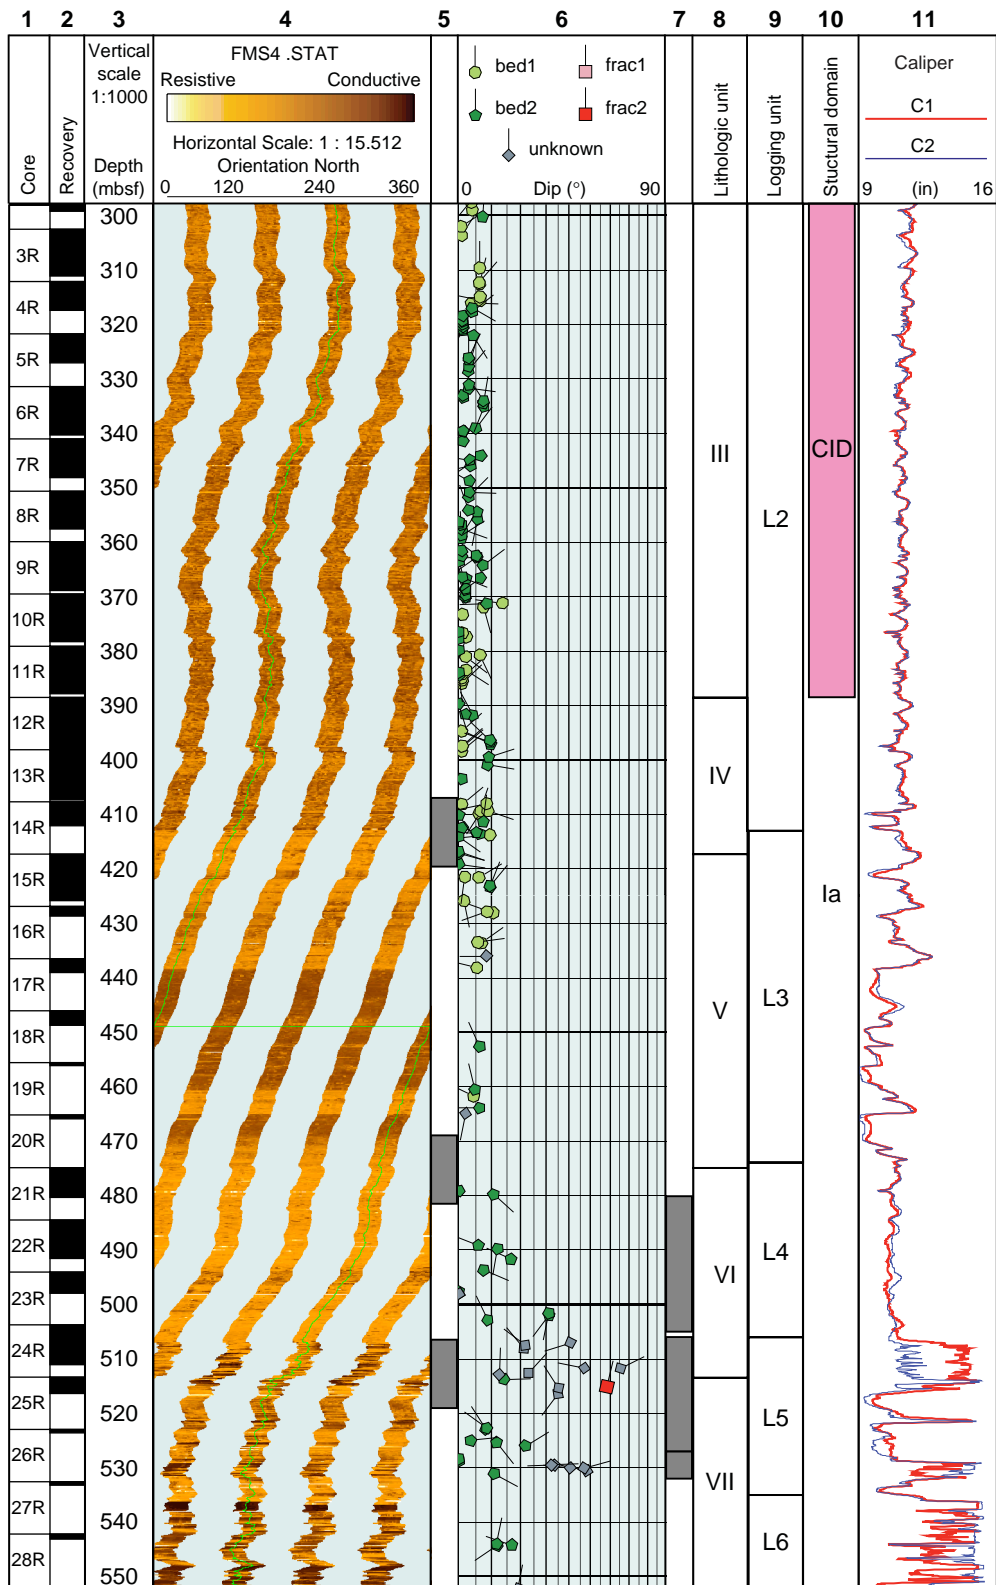 1 2 3 4 5 6 7 8 9 10 11
Core
Recovery
Vertical
scale
1:1000
Depth
(mbsf)
FMS4 .STAT
Resistive Conductive
Horizontal Scale: 1 : 15.512
Orientation North
0 120 240 360
bed1 frac1
bed2 frac2
unknown
0 Dip (°) 90
Lithologic unit
Logging unit
Stuctural domain
Caliper
C1
C2
9 (in) 16
300
3R
310
4R
320
5R
330
6R
340
7R III CID
350
8R L2
360
9R
370
10R
380
11R
390
12R
400
13R IV
410
14R
420
15R Ia
430
16R
440
17R V L3
450
18R
460
19R
470
20R
480
21R
490
22R VI L4
500
23R
510
24R
520
25R L5
530
26R VII
540
27R L6
550
28R